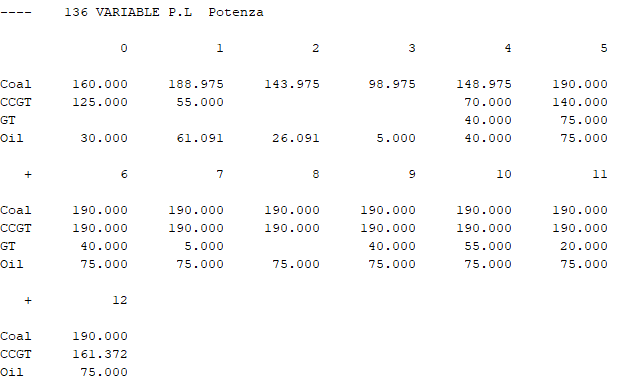 ----    136 VARIABLE P.L  Potenza
               0           1           2           3           4           5
Coal     160.000     188.975     143.975      98.975     148.975     190.000
CCGT     125.000      55.000                              70.000     140.000
GT                                                        40.000      75.000
Oil       30.000      61.091      26.091       5.000      40.000      75.000
   +           6           7           8           9          10          11
Coal     190.000     190.000     190.000     190.000     190.000     190.000
CCGT     190.000     190.000     190.000     190.000     190.000     190.000
GT        40.000       5.000                  40.000      55.000      20.000
Oil       75.000      75.000      75.000      75.000      75.000      75.000
   +          12
Coal     190.000
CCGT     161.372
Oil       75.000